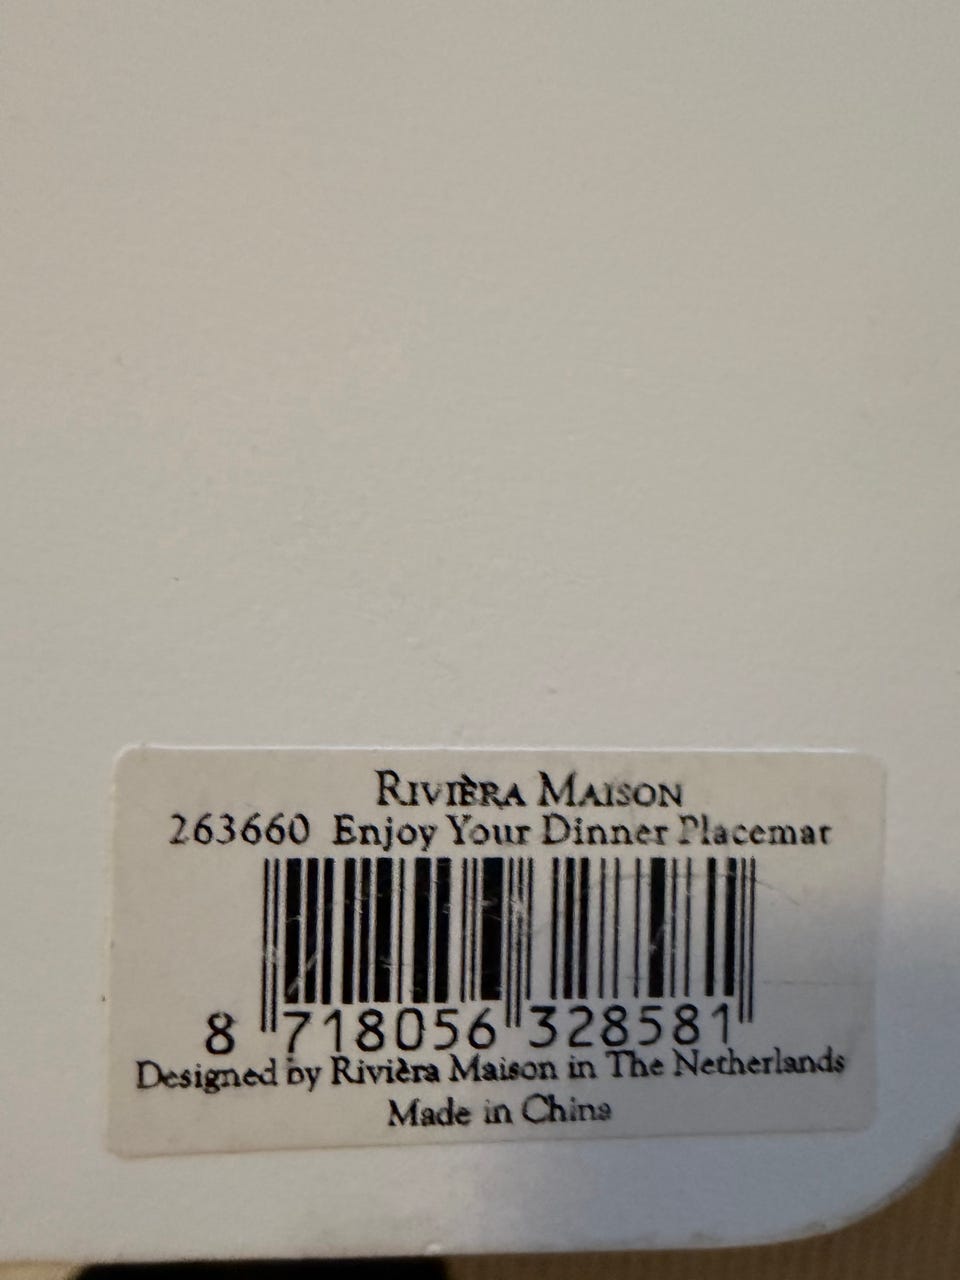 RIVIÈRA MAISON
263660 Enjoy Your Dinner Placemat
8 718056 328581
Designed by Rivièra Maison in The Netherlands
Made in China